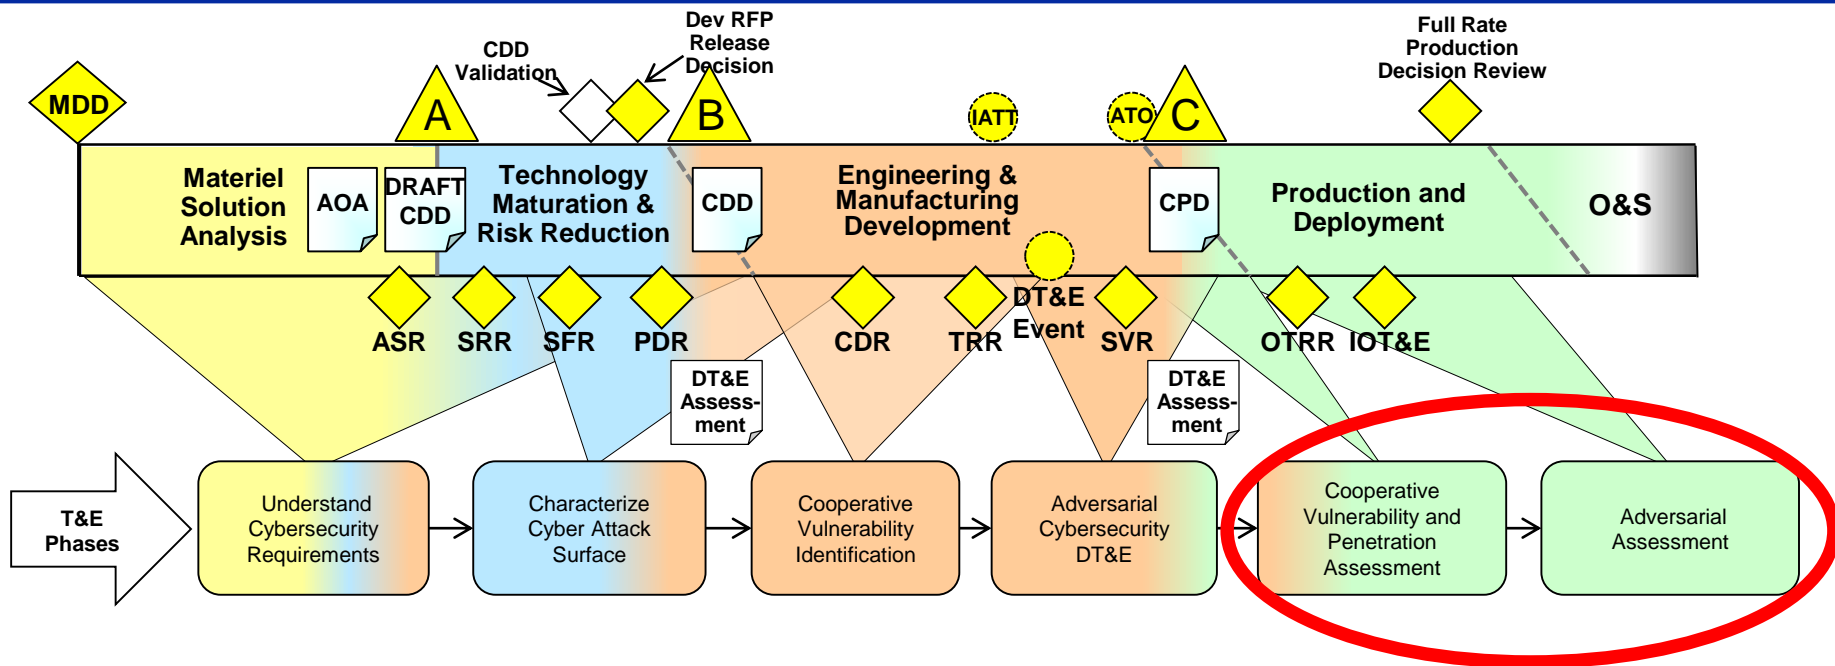 Dev RFP
Release
Decision
CDD
Validation
Full Rate
Production
Decision Review
MDD
A
B
IATT
ATO
C
Materiel
Solution
Analysis
AOA
DRAFT
CDD
Technology
Maturation &
Risk Reduction
CDD
Engineering &
Manufacturing
Development
CPD
Production and
Deployment
O&S
ASR
SRR
SFR
PDR
CDR
TRR
DT&E
Event
SVR
OTRR
IOT&E
DT&E
Assess-
ment
DT&E
Assess-
ment
T&E
Phases
Understand
Cybersecurity
Requirements
Characterize
Cyber Attack
Surface
Cooperative
Vulnerability
Identification
Adversarial
Cybersecurity
DT&E
Cooperative
Vulnerability and
Penetration
Assessment
Adversarial
Assessment